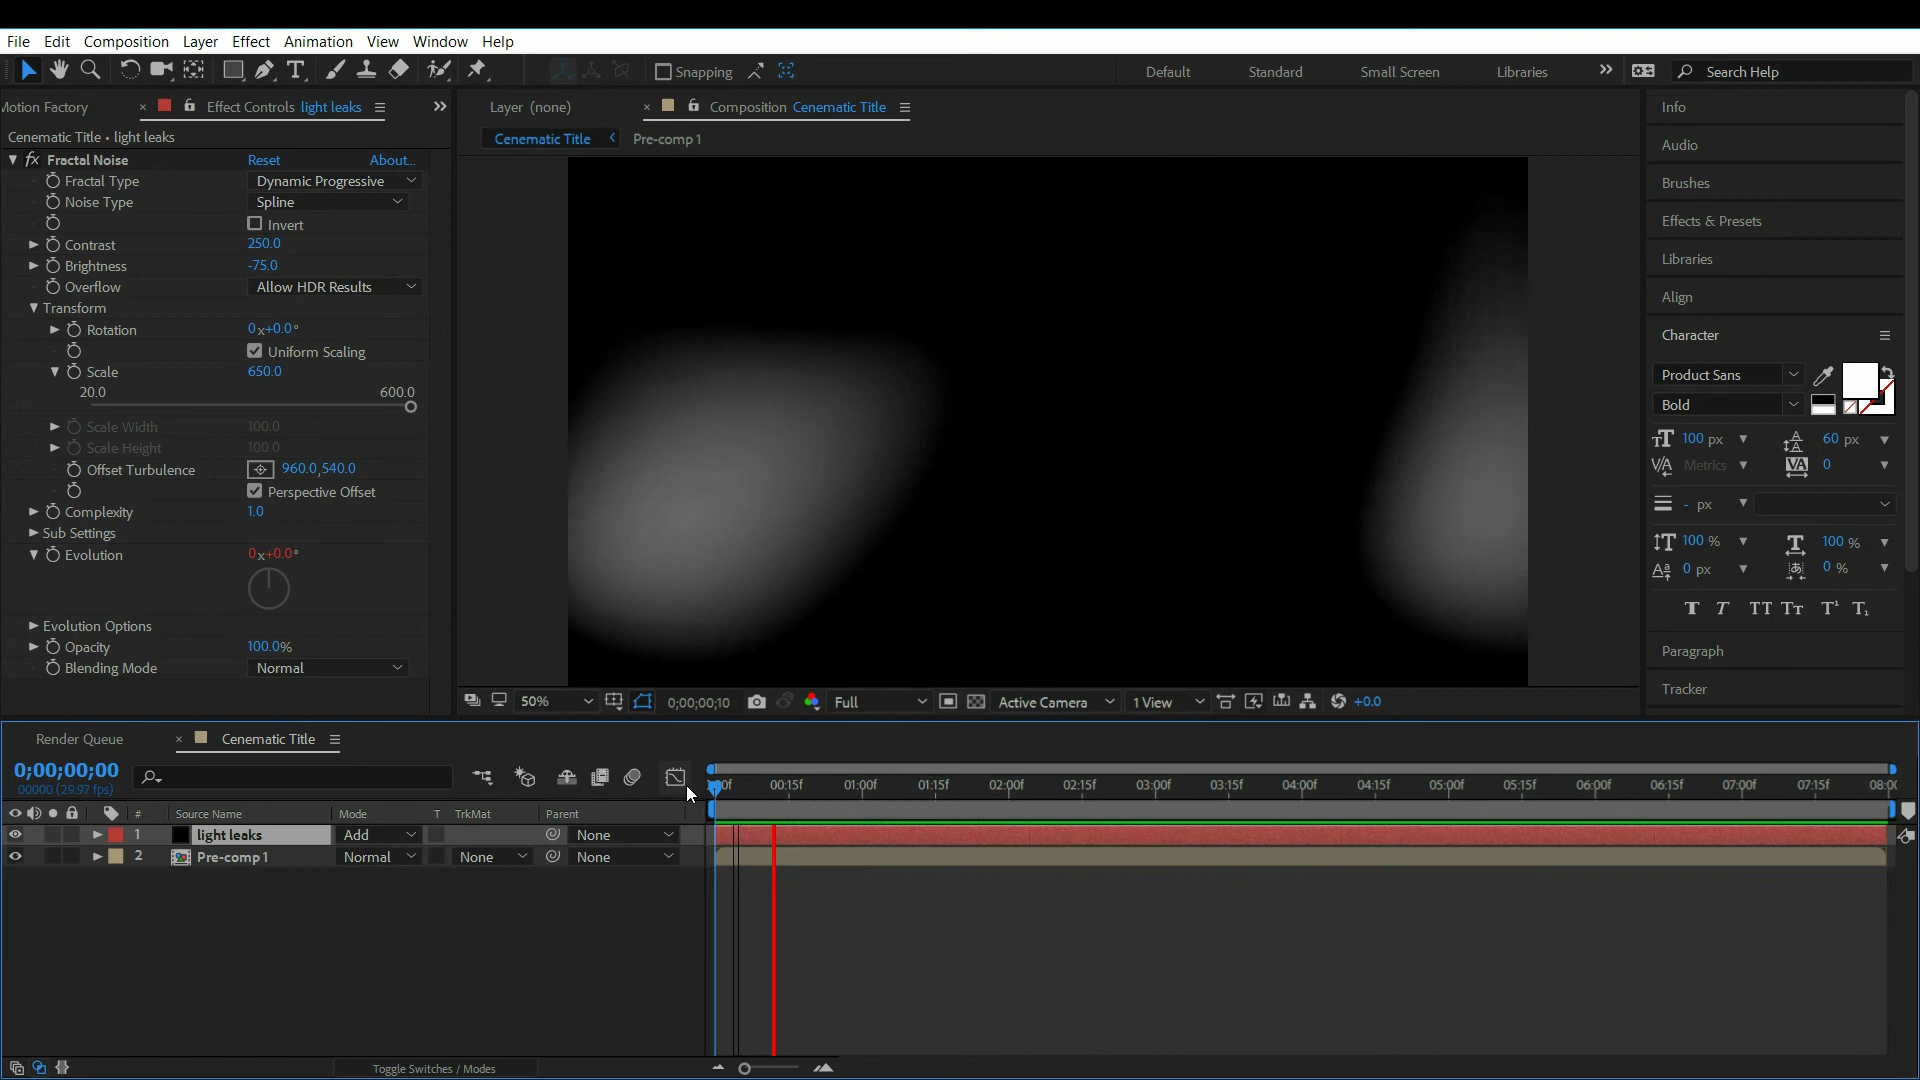 File Edit Composition Layer Effect Animation View Window Help
Snapping
Default Standard Small Screen Libraries Search Help
Motion Factory
Effect Controls light leaks
Cenematic Title • light leaks
fx Fractal Noise Reset About...
Fractal Type Dynamic Progressive
Noise Type Spline
Invert
Contrast 250.0
Brightness -75.0
Overflow Allow HDR Results
Transform
Rotation 0x+0.0°
Uniform Scaling
Scale 650.0
20.0 600.0
Scale Width 100.0
Scale Height 100.0
Offset Turbulence 960.0,540.0
Perspective Offset
Complexity 1.0
Sub Settings
Evolution 0x+0.0°
Evolution Options
Opacity 100.0%
Blending Mode Normal
Layer (none)
Composition Cenematic Title
Cenematic Title Pre-comp 1
50% 0;00;00;10 Full Active Camera 1 View +0.0
Info
Audio
Brushes
Effects & Presets
Libraries
Align
Character
Product Sans
Bold
100 px 60 px
Metrics 0
- px
100 % 100 %
0 px 0 %
T T TT Tт T¹ T₁
Paragraph
Tracker
Render Queue
Cenematic Title
0;00;00;00
00000 (29.97 fps)
00:15f 01:00f 01:15f 02:00f 02:15f 03:00f 03:15f 04:00f 04:15f 05:00f 05:15f 06:00f 06:15f 07:00f 07:15f
# Source Name Mode T TrkMat Parent
1 light leaks Add None
2 Pre-comp 1 Normal None None
Toggle Switches / Modes